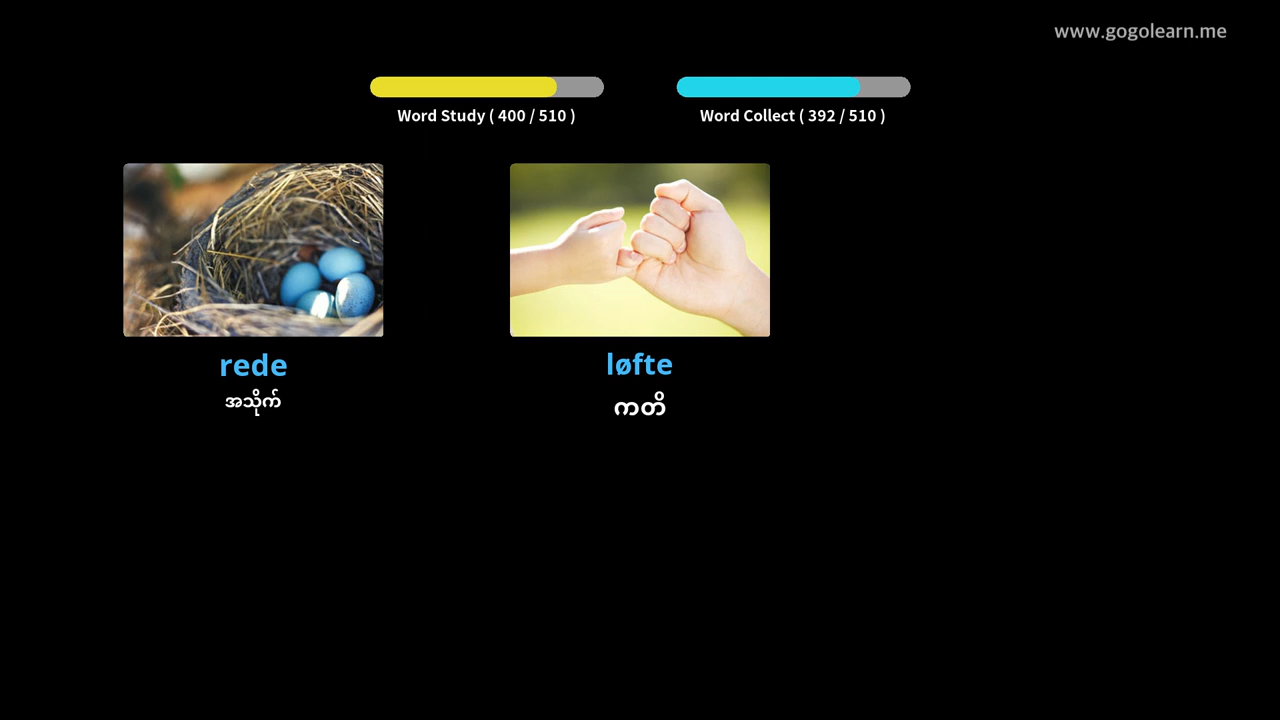 www.gogolearn.me
Word Study ( 400 / 510 )
Word Collect ( 392 / 510 )
rede
အသိုက်
løfte
ကတိ